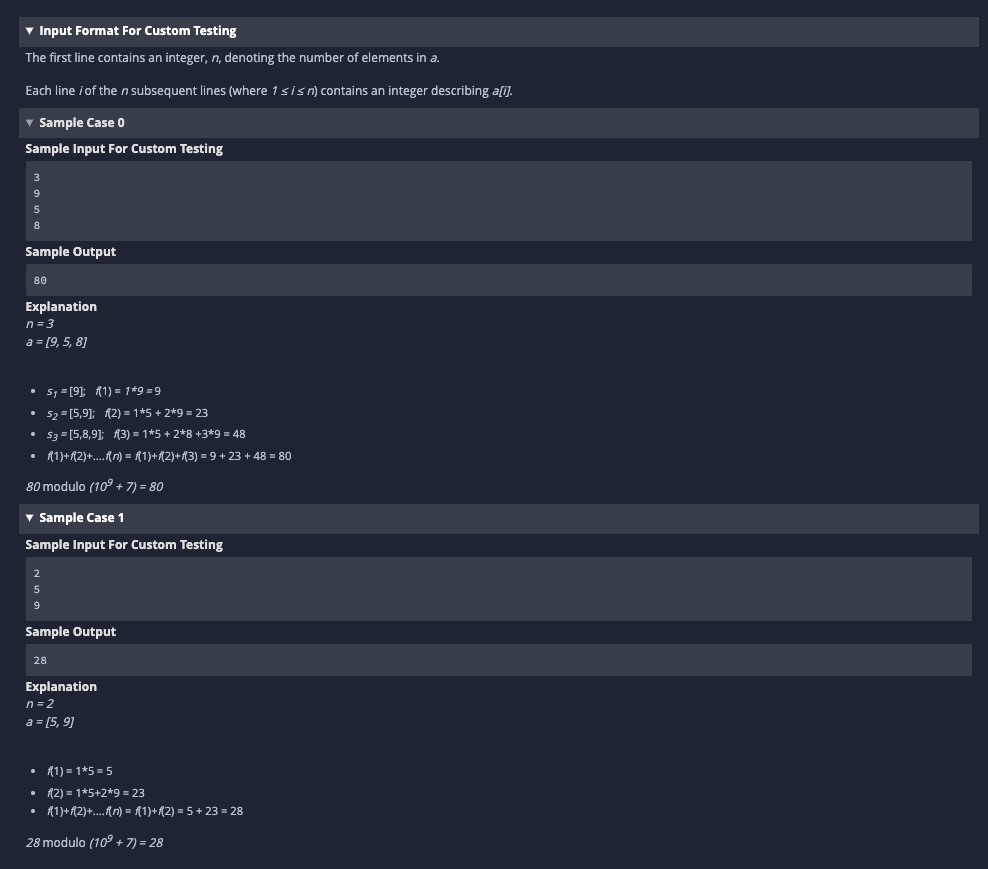 ▼ Input Format For Custom Testing
The first line contains an integer, n, denoting the number of elements in a.
Each line i of the n subsequent lines (where 1 ≤ i ≤ n) contains an integer describing a[i].
▼ Sample Case 0
Sample Input For Custom Testing
3
9
5
8
Sample Output
80
Explanation
n = 3
a = [9, 5, 8]
• s1 = [9]; f(1) = 1*9 = 9
• s2 = [5,9]; f(2) = 1*5 + 2*9 = 23
• s3 = [5,8,9]; f(3) = 1*5 + 2*8 +3*9 = 48
• f(1)+f(2)+....f(n) = f(1)+f(2)+f(3) = 9 + 23 + 48 = 80
80 modulo (10^9 + 7) = 80
▼ Sample Case 1
Sample Input For Custom Testing
2
5
9
Sample Output
28
Explanation
n = 2
a = [5, 9]
• f(1) = 1*5 = 5
• f(2) = 1*5+2*9 = 23
• f(1)+f(2)+....f(n) = f(1)+f(2) = 5 + 23 = 28
28 modulo (10^9 + 7) = 28